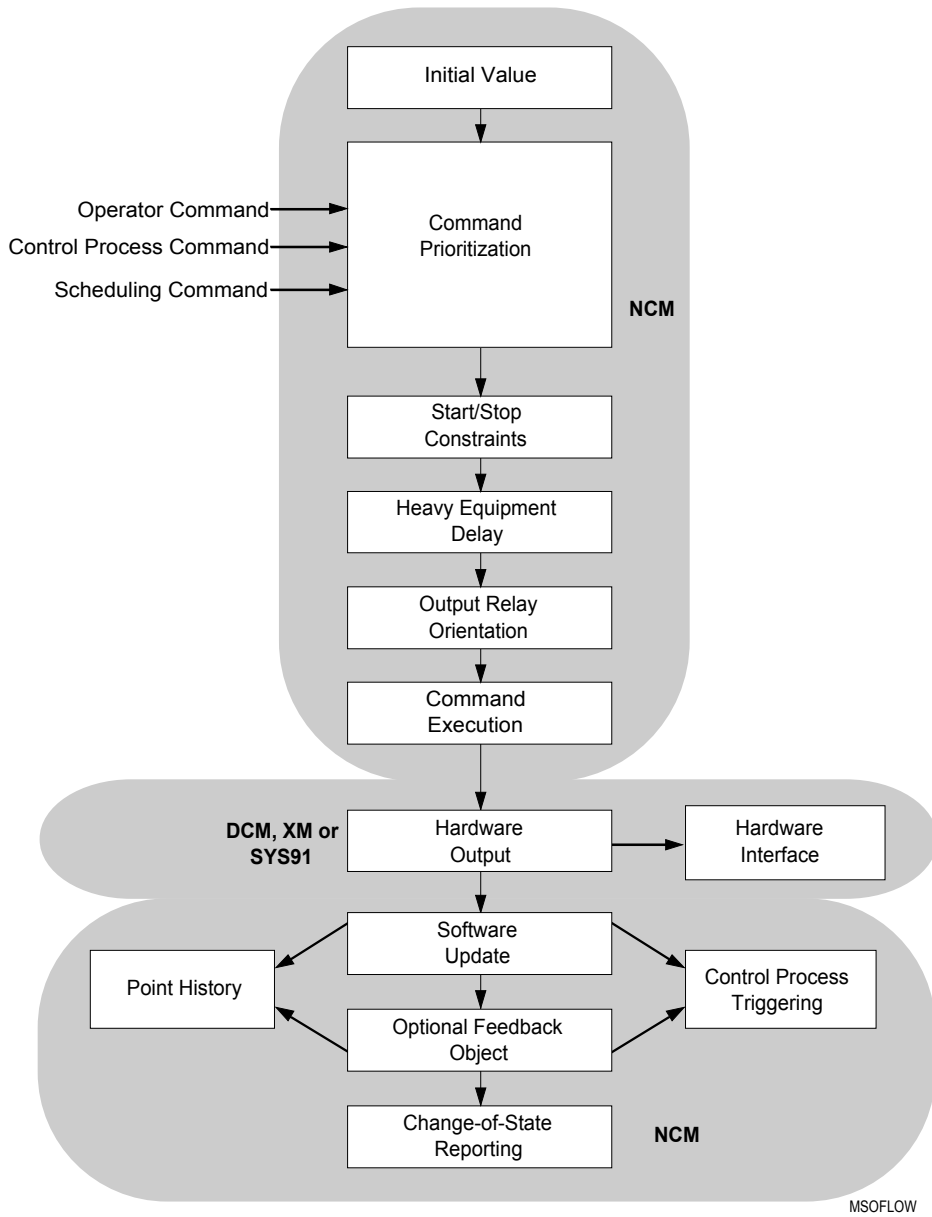 Initial Value
Operator Command
Control Process Command
Scheduling Command
Command
Prioritization
NCM
Start/Stop
Constraints
Heavy Equipment
Delay
Output Relay
Orientation
Command
Execution
DCM, XM or
SYS91
Hardware
Output
Hardware
Interface
Software
Update
Point History
Control Process
Triggering
Optional Feedback
Object
Change-of-State
Reporting
NCM
MSOFLOW